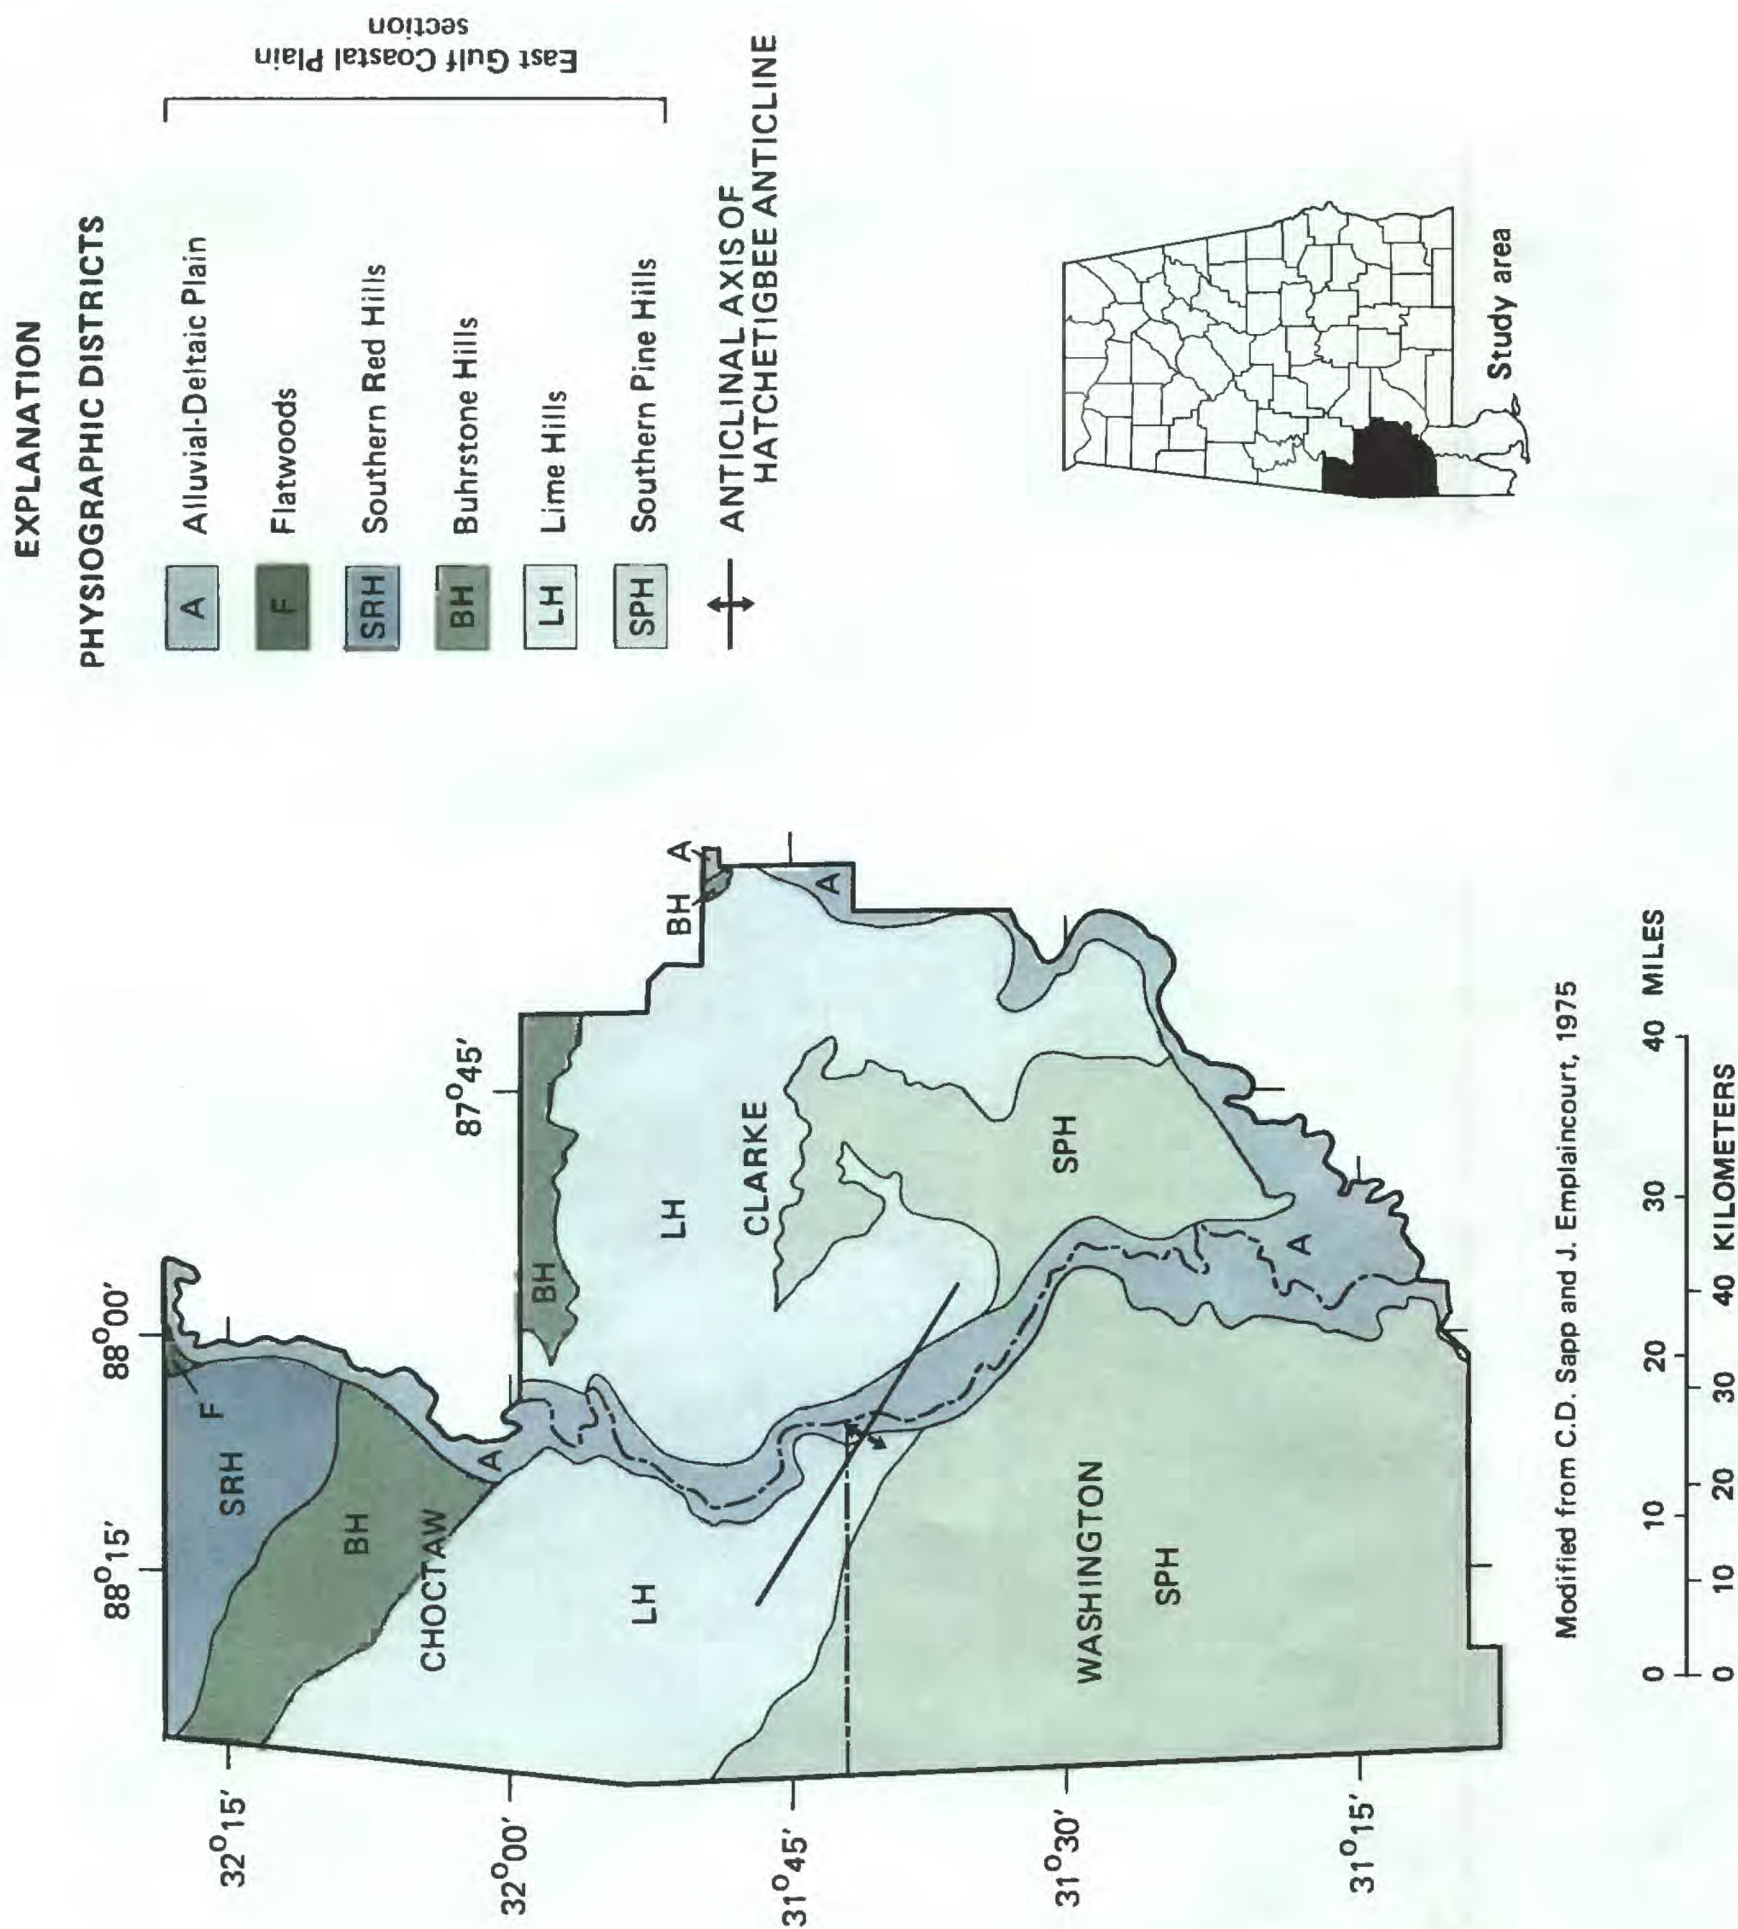 EXPLANATION
PHYSIOGRAPHIC DISTRICTS
A Alluvial-Deltaic Plain
F Flatwoods
SRH Southern Red Hills
BH Buhrstone Hills
LH Lime Hills
SPH Southern Pine Hills
East Gulf Coastal Plain
section
ANTICLINAL AXIS OF
HATCHETIGBEE ANTICLINE
Study area
88°15'
88°00'
87°45'
32°15'
32°00'
31°45'
31°30'
31°15'
F
SRH
BH
A
CHOCTAW
LH
BH
LH
CLARKE
BH
A
A
SPH
A
WASHINGTON
SPH
Modified from C.D. Sapp and J. Emplaincourt, 1975
0 10 20 30 40 MILES
0 10 20 30 40 KILOMETERS